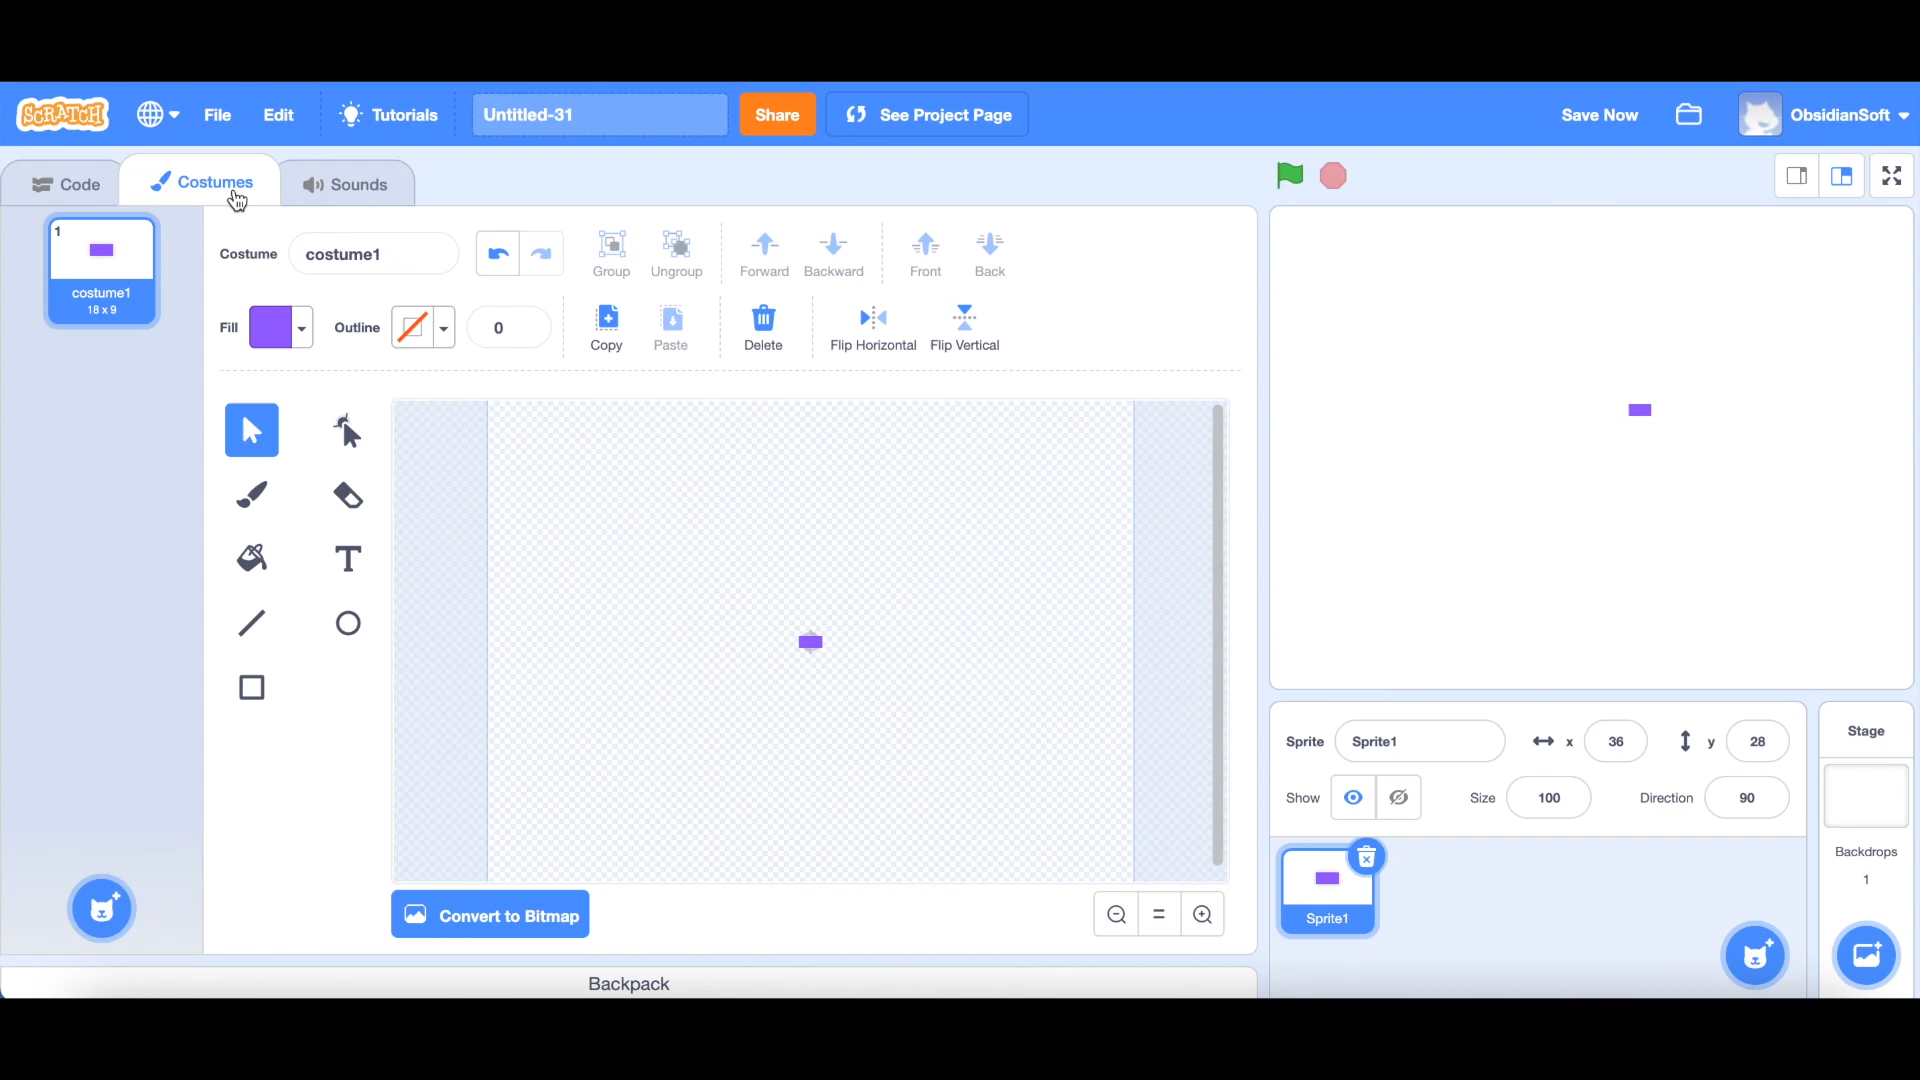 SCRATCH File Edit Tutorials Untitled-31 Share See Project Page Save Now ObsidianSoft
Code Costumes Sounds
1
costume1
18 x 9
Costume costume1 Group Ungroup Forward Backward Front Back
Fill Outline 0 Copy Paste Delete Flip Horizontal Flip Vertical
T
Convert to Bitmap
Backpack
Sprite Sprite1 x 36 y 28
Show Size 100 Direction 90
Sprite1
Stage
Backdrops
1